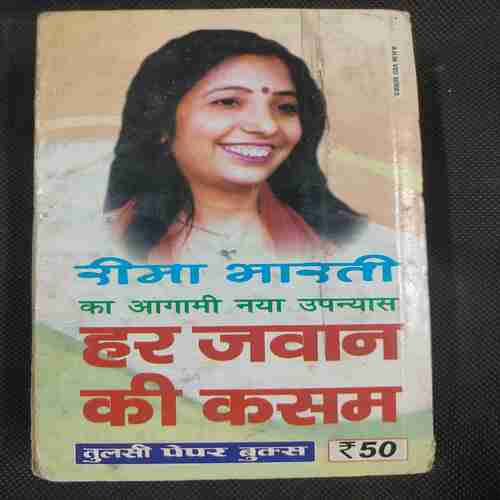 रीमा भारती
का आगामी नया उपन्यास
हर जवान
की कसम
तुलसी पेपर बुक्स
₹50